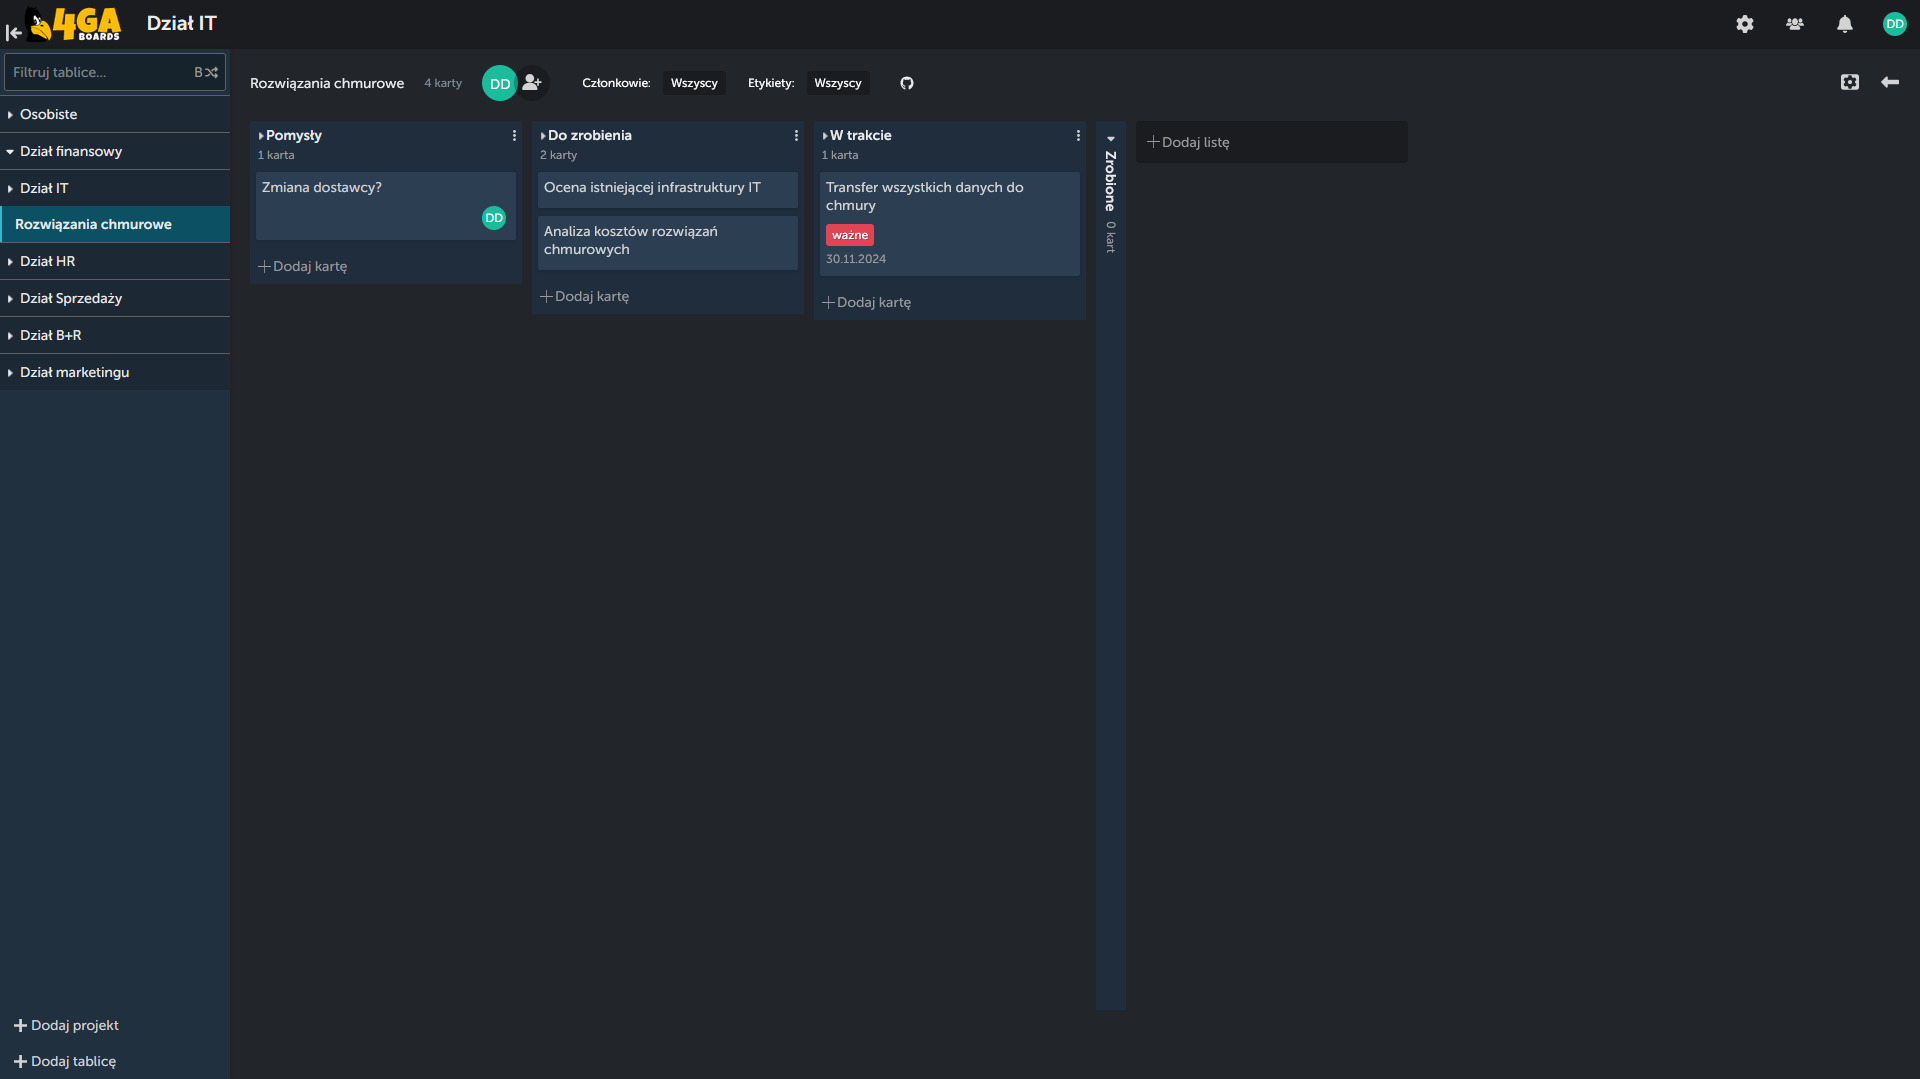 4GA
BOARDS
Dział IT
DD
Filtruj tablice...
B
Osobiste
Dział finansowy
Dział IT
Rozwiązania chmurowe
Dział HR
Dział Sprzedaży
Dział B+R
Dział marketingu
Dodaj projekt
Dodaj tablicę
Rozwiązania chmurowe
4 karty
DD
Członkowie:
Wszyscy
Etykiety:
Wszyscy
Pomysły
1 karta
Zmiana dostawcy?
DD
Dodaj kartę
Do zrobienia
2 karty
Ocena istniejącej infrastruktury IT
Analiza kosztów rozwiązań
chmurowych
Dodaj kartę
W trakcie
1 karta
Transfer wszystkich danych do
chmury
ważne
30.11.2024
Dodaj kartę
Zrobione
0 kart
Dodaj listę